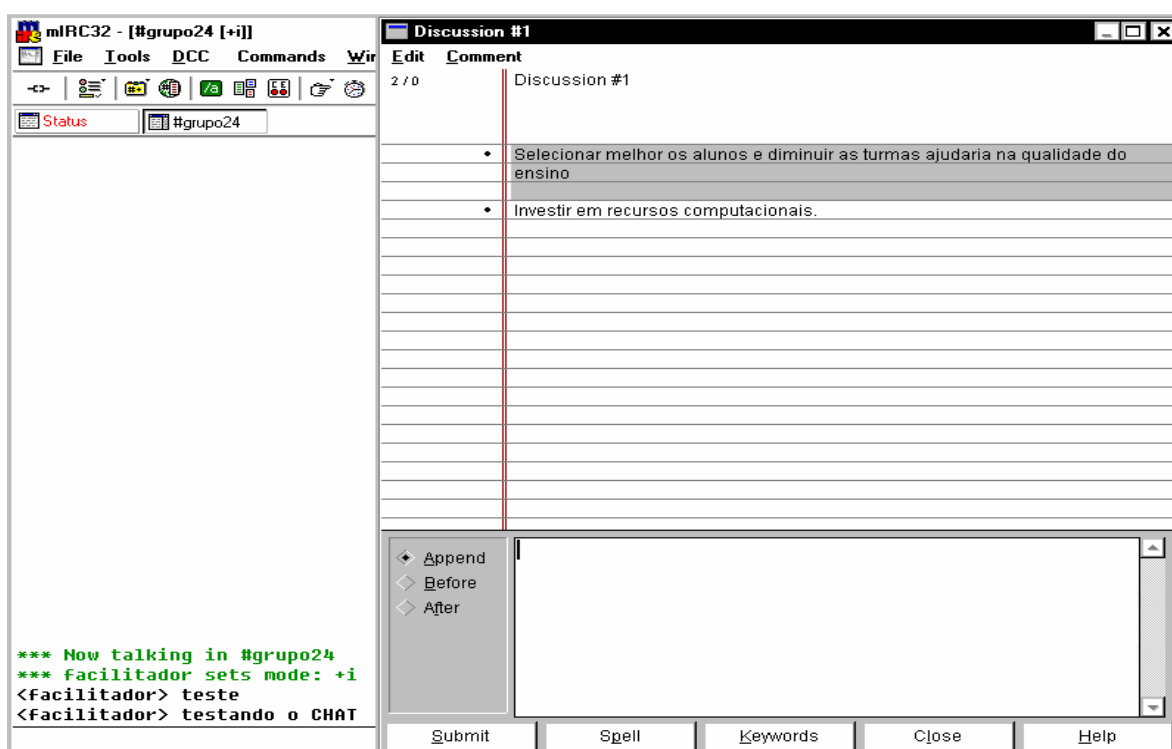 mIRC32 - [#grupo24 [+i]]
File Tools DCC Commands Wir
Status #grupo24
*** Now talking in #grupo24
*** facilitador sets mode: +i
<facilitador> teste
<facilitador> testando o CHAT
Discussion #1
Edit Comment
2 / 0 Discussion #1
• Selecionar melhor os alunos e diminuir as turmas ajudaria na qualidade do
ensino
• Investir em recursos computacionais.
Append
Before
After
Submit Spell Keywords Close Help